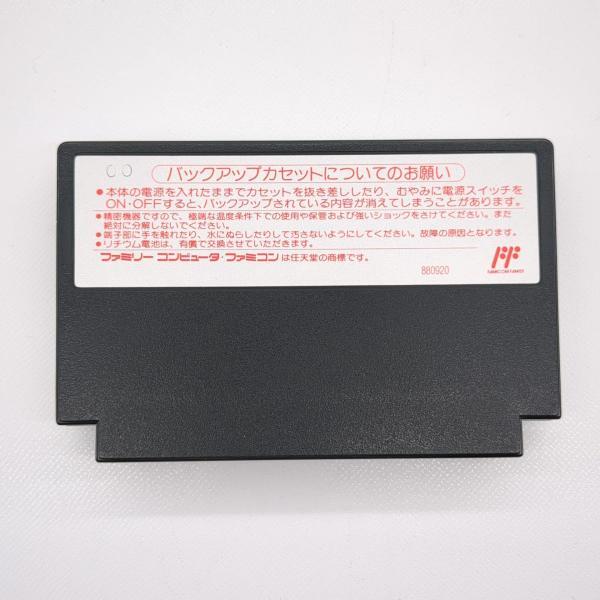 バックアップカセットについてのお願い
●本体の電源を入れたままでカセットを抜き差ししたり、むやみに電源スイッチを
ON・OFFすると、バックアップされている内容が消えてしまうことがあります。
●精密機器ですので、極端な温度条件下での使用や保管および強いショックをさけてください。また
絶対に分解しないでください。
●端子部に手を触れたり、水にぬらしたりして汚さないようにしてください。故障の原因となります。
●リチウム電池は、有償で交換させていただきます。
ファミリーコンピュータ・ファミコンは任天堂の商標です。
880920
FF
FAMICOM FAMILY